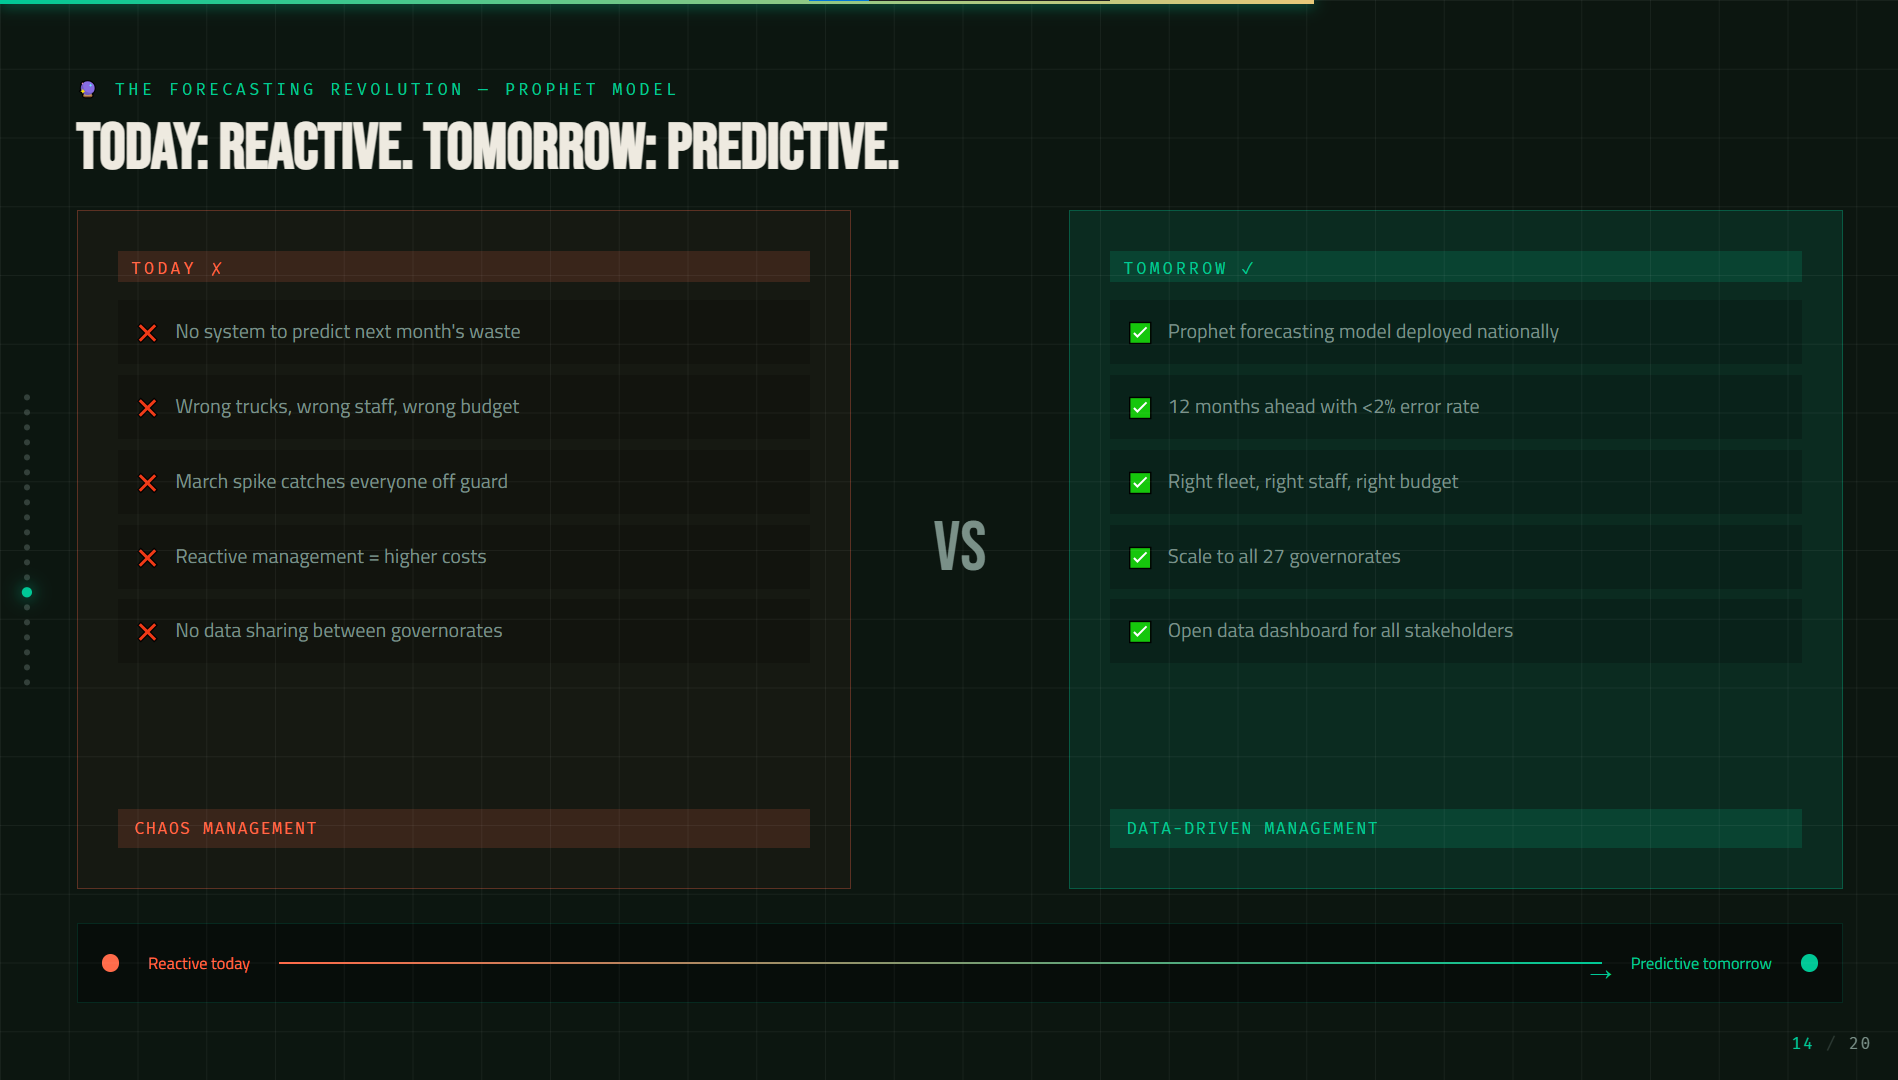 🔮 THE FORECASTING REVOLUTION — PROPHET MODEL
TODAY: REACTIVE. TOMORROW: PREDICTIVE.
TODAY ✗
❌ No system to predict next month's waste
❌ Wrong trucks, wrong staff, wrong budget
❌ March spike catches everyone off guard
❌ Reactive management = higher costs
❌ No data sharing between governorates
CHAOS MANAGEMENT
VS
TOMORROW ✓
✅ Prophet forecasting model deployed nationally
✅ 12 months ahead with <2% error rate
✅ Right fleet, right staff, right budget
✅ Scale to all 27 governorates
✅ Open data dashboard for all stakeholders
DATA-DRIVEN MANAGEMENT
Reactive today
→ Predictive tomorrow
14 / 20